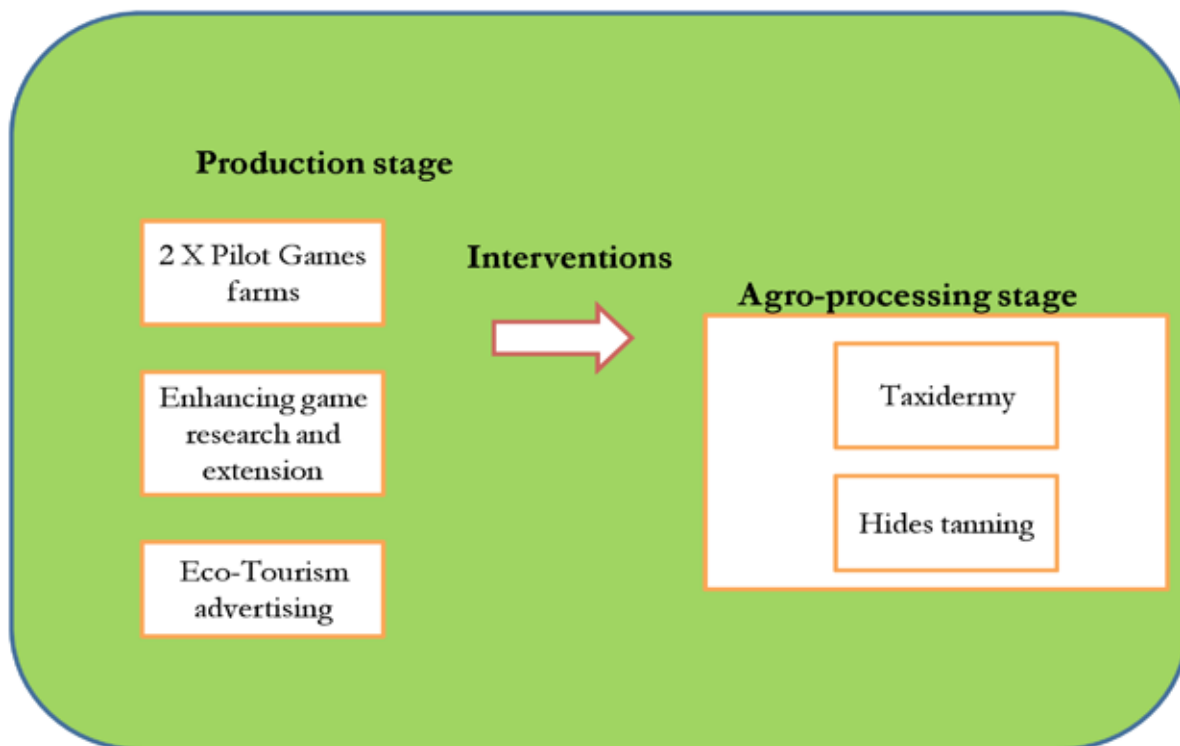 Production stage
2 X Pilot Games
farms
Enhancing game
research and
extension
Eco-Tourism
advertising
Interventions
Agro-processing stage
Taxidermy
Hides tanning